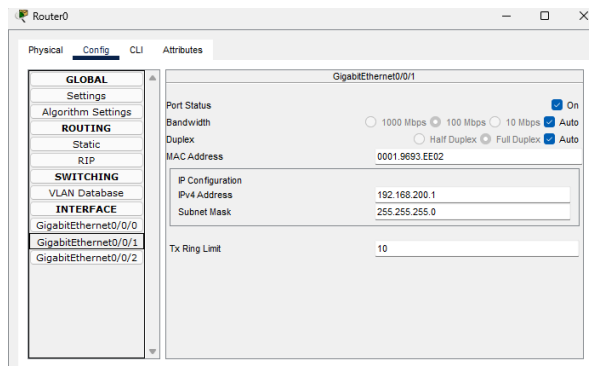 Router0
Physical Config CLI Attributes
GLOBAL
Settings
Algorithm Settings
ROUTING
Static
RIP
SWITCHING
VLAN Database
INTERFACE
GigabitEthernet0/0/0
GigabitEthernet0/0/1
GigabitEthernet0/0/2
GigabitEthernet0/0/1
Port Status On
Bandwidth 1000 Mbps 100 Mbps 10 Mbps Auto
Duplex Half Duplex Full Duplex Auto
MAC Address 0001.9693.EE02
IP Configuration
IPv4 Address 192.168.200.1
Subnet Mask 255.255.255.0
Tx Ring Limit 10